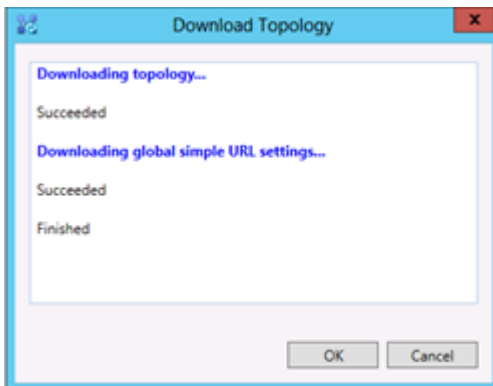 Download Topology
x
Downloading topology...
Succeeded
Downloading global simple URL settings...
Succeeded
Finished
OK
Cancel